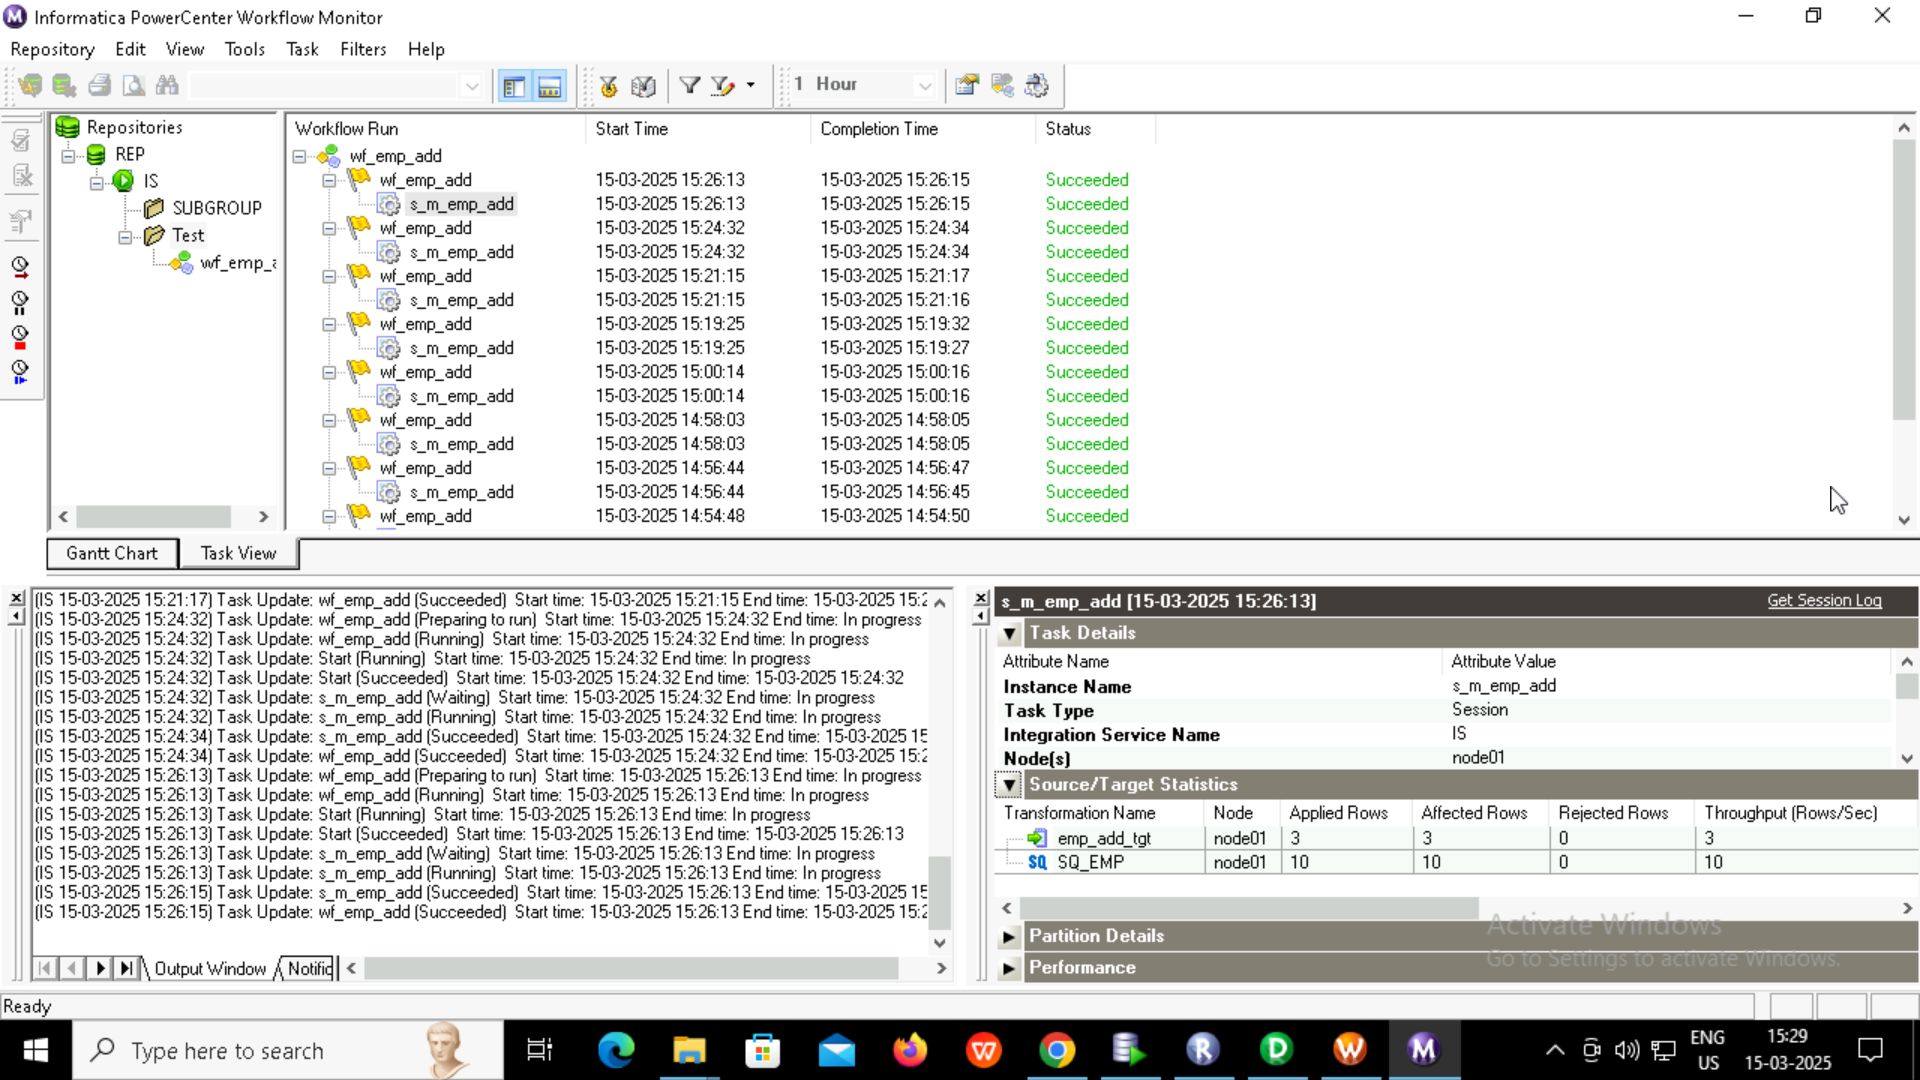 Informatica PowerCenter Workflow Monitor
Repository Edit View Tools Task Filters Help
1 Hour
Repositories
REP
IS
SUBGROUP
Test
wf_emp_a
Workflow Run Start Time Completion Time Status
wf_emp_add
wf_emp_add 15-03-2025 15:26:13 15-03-2025 15:26:15 Succeeded
s_m_emp_add 15-03-2025 15:26:13 15-03-2025 15:26:15 Succeeded
wf_emp_add 15-03-2025 15:24:32 15-03-2025 15:24:34 Succeeded
s_m_emp_add 15-03-2025 15:24:32 15-03-2025 15:24:34 Succeeded
wf_emp_add 15-03-2025 15:21:15 15-03-2025 15:21:17 Succeeded
s_m_emp_add 15-03-2025 15:21:15 15-03-2025 15:21:16 Succeeded
wf_emp_add 15-03-2025 15:19:25 15-03-2025 15:19:32 Succeeded
s_m_emp_add 15-03-2025 15:19:25 15-03-2025 15:19:27 Succeeded
wf_emp_add 15-03-2025 15:00:14 15-03-2025 15:00:16 Succeeded
s_m_emp_add 15-03-2025 15:00:14 15-03-2025 15:00:16 Succeeded
wf_emp_add 15-03-2025 14:58:03 15-03-2025 14:58:05 Succeeded
s_m_emp_add 15-03-2025 14:58:03 15-03-2025 14:58:05 Succeeded
wf_emp_add 15-03-2025 14:56:44 15-03-2025 14:56:47 Succeeded
s_m_emp_add 15-03-2025 14:56:44 15-03-2025 14:56:45 Succeeded
wf_emp_add 15-03-2025 14:54:48 15-03-2025 14:54:50 Succeeded
Gantt Chart Task View
(IS 15-03-2025 15:21:17) Task Update: wf_emp_add (Succeeded) Start time: 15-03-2025 15:21:15 End time: 15-03-2025 15:2
(IS 15-03-2025 15:24:32) Task Update: wf_emp_add (Preparing to run) Start time: 15-03-2025 15:24:32 End time: In progress
(IS 15-03-2025 15:24:32) Task Update: wf_emp_add (Running) Start time: 15-03-2025 15:24:32 End time: In progress
(IS 15-03-2025 15:24:32) Task Update: Start (Running) Start time: 15-03-2025 15:24:32 End time: In progress
(IS 15-03-2025 15:24:32) Task Update: Start (Succeeded) Start time: 15-03-2025 15:24:32 End time: 15-03-2025 15:24:32
(IS 15-03-2025 15:24:32) Task Update: s_m_emp_add (Waiting) Start time: 15-03-2025 15:24:32 End time: In progress
(IS 15-03-2025 15:24:32) Task Update: s_m_emp_add (Running) Start time: 15-03-2025 15:24:32 End time: In progress
(IS 15-03-2025 15:24:34) Task Update: s_m_emp_add (Succeeded) Start time: 15-03-2025 15:24:32 End time: 15-03-2025 15
(IS 15-03-2025 15:24:34) Task Update: wf_emp_add (Succeeded) Start time: 15-03-2025 15:24:32 End time: 15-03-2025 15:2
(IS 15-03-2025 15:26:13) Task Update: wf_emp_add (Preparing to run) Start time: 15-03-2025 15:26:13 End time: In progress
(IS 15-03-2025 15:26:13) Task Update: wf_emp_add (Running) Start time: 15-03-2025 15:26:13 End time: In progress
(IS 15-03-2025 15:26:13) Task Update: Start (Running) Start time: 15-03-2025 15:26:13 End time: In progress
(IS 15-03-2025 15:26:13) Task Update: Start (Succeeded) Start time: 15-03-2025 15:26:13 End time: 15-03-2025 15:26:13
(IS 15-03-2025 15:26:13) Task Update: s_m_emp_add (Waiting) Start time: 15-03-2025 15:26:13 End time: In progress
(IS 15-03-2025 15:26:13) Task Update: s_m_emp_add (Running) Start time: 15-03-2025 15:26:13 End time: In progress
(IS 15-03-2025 15:26:15) Task Update: s_m_emp_add (Succeeded) Start time: 15-03-2025 15:26:13 End time: 15-03-2025 15
(IS 15-03-2025 15:26:15) Task Update: wf_emp_add (Succeeded) Start time: 15-03-2025 15:26:13 End time: 15-03-2025 15:2
Output Window Notific
s_m_emp_add [15-03-2025 15:26:13] Get Session Log
Task Details
Attribute Name Attribute Value
Instance Name s_m_emp_add
Task Type Session
Integration Service Name IS
Node(s) node01
Source/Target Statistics
Transformation Name Node Applied Rows Affected Rows Rejected Rows Throughput (Rows/Sec)
emp_add_tgt node01 3 3 0 3
SQ SQ_EMP node01 10 10 0 10
Activate Windows
Partition Details
Go to Settings to activate Windows.
Performance
Ready
Type here to search
ENG
US
15:29
15-03-2025